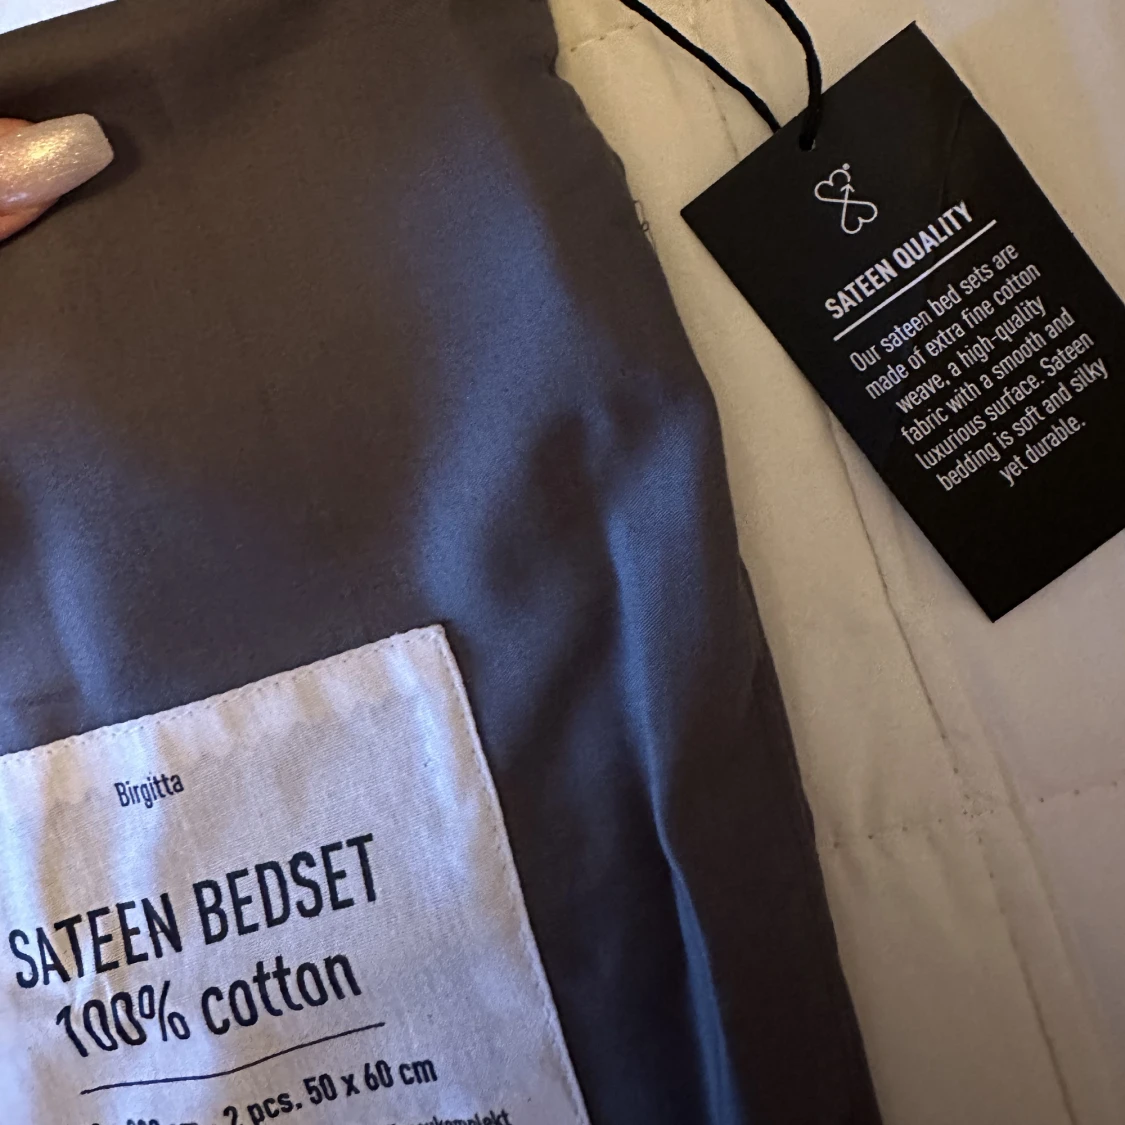 SATEEN QUALITY
Our sateen bed sets are
made of extra fine cotton
weave, a high-quality
fabric with a smooth and
luxurious surface. Sateen
bedding is soft and silky
yet durable.
Birgitta
SATEEN BEDSET
100% cotton
2 pcs. 50 x 60 cm